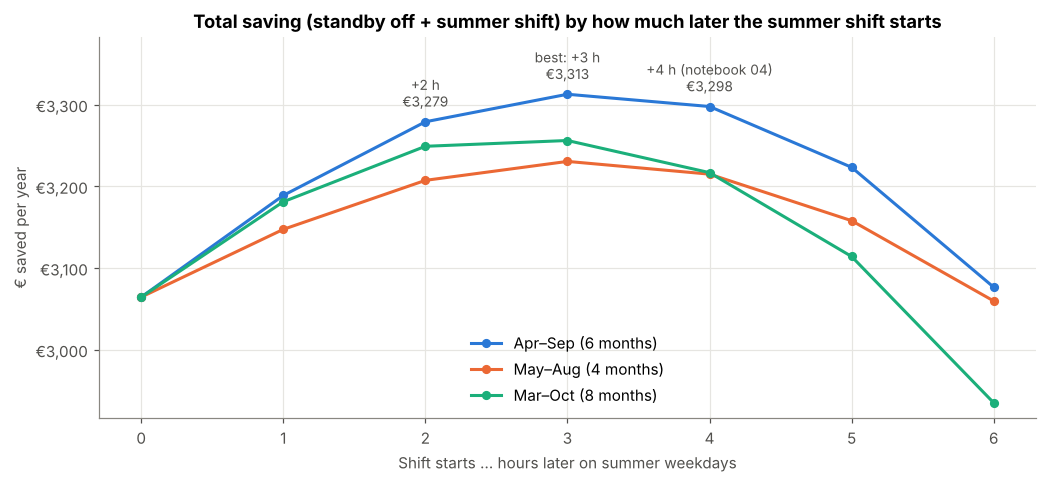 Total saving (standby off + summer shift) by how much later the summer shift starts
best: +3 h
€3,313
+4 h (notebook 04)
€3,298
+2 h
€3,279
€3,300
€3,200
€3,100
€3,000
€ saved per year
Apr–Sep (6 months)
May–Aug (4 months)
Mar–Oct (8 months)
0 1 2 3 4 5 6
Shift starts ... hours later on summer weekdays